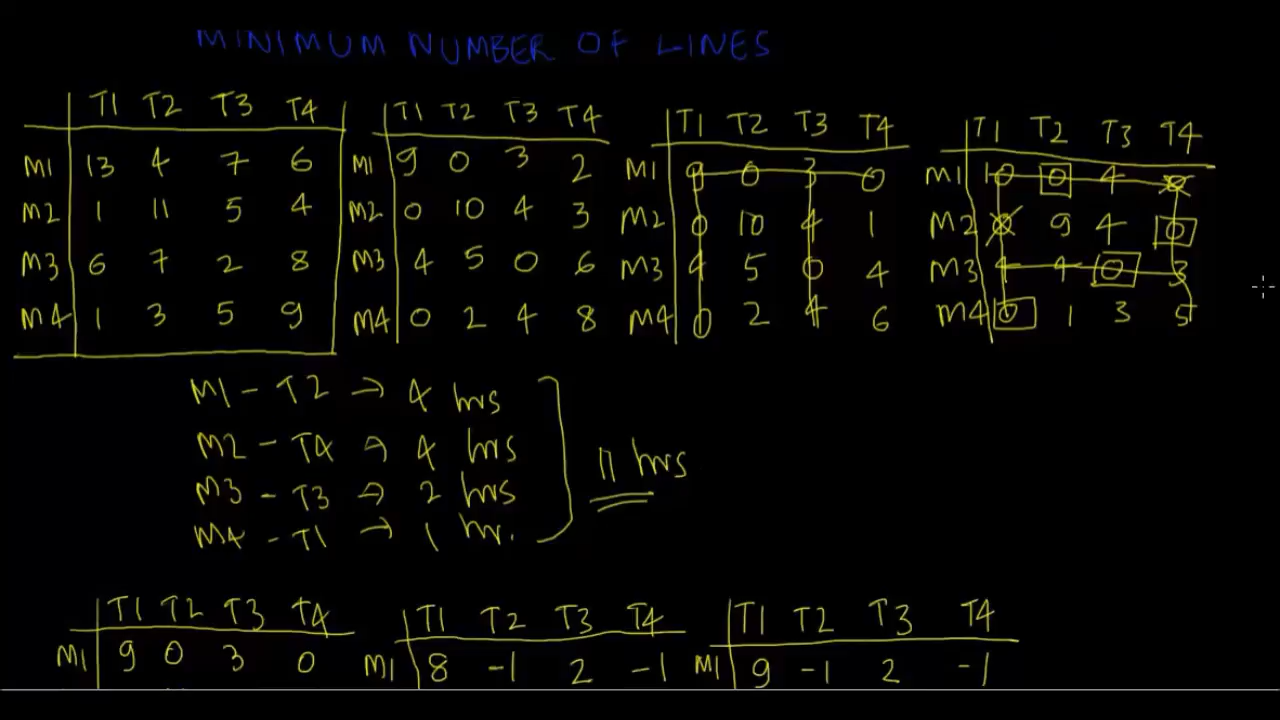 MINIMUM NUMBER OF LINES
T1 T2 T3 T4
M1 13 4 7 6
M2 1 11 5 4
M3 6 7 2 8
M4 1 3 5 9
T1 T2 T3 T4
M1 9 0 3 2
M2 0 10 4 3
M3 4 5 0 6
M4 0 2 4 8
T1 T2 T3 T4
M1 9 0 3 0
M2 0 10 4 1
M3 4 5 0 4
M4 0 2 4 6
T1 T2 T3 T4
M1 10 0 4 0
M2 0 9 4 0
M3 4 4 0 3
M4 0 1 3 5
M1 - T2 → 4 hrs
M2 - T4 → 4 hrs
M3 - T3 → 2 hrs
M4 - T1 → 1 hr.
11 hrs
T1 T2 T3 T4
M1 9 0 3 0
T1 T2 T3 T4
M1 8 -1 2 -1
T1 T2 T3 T4
M1 9 -1 2 -1